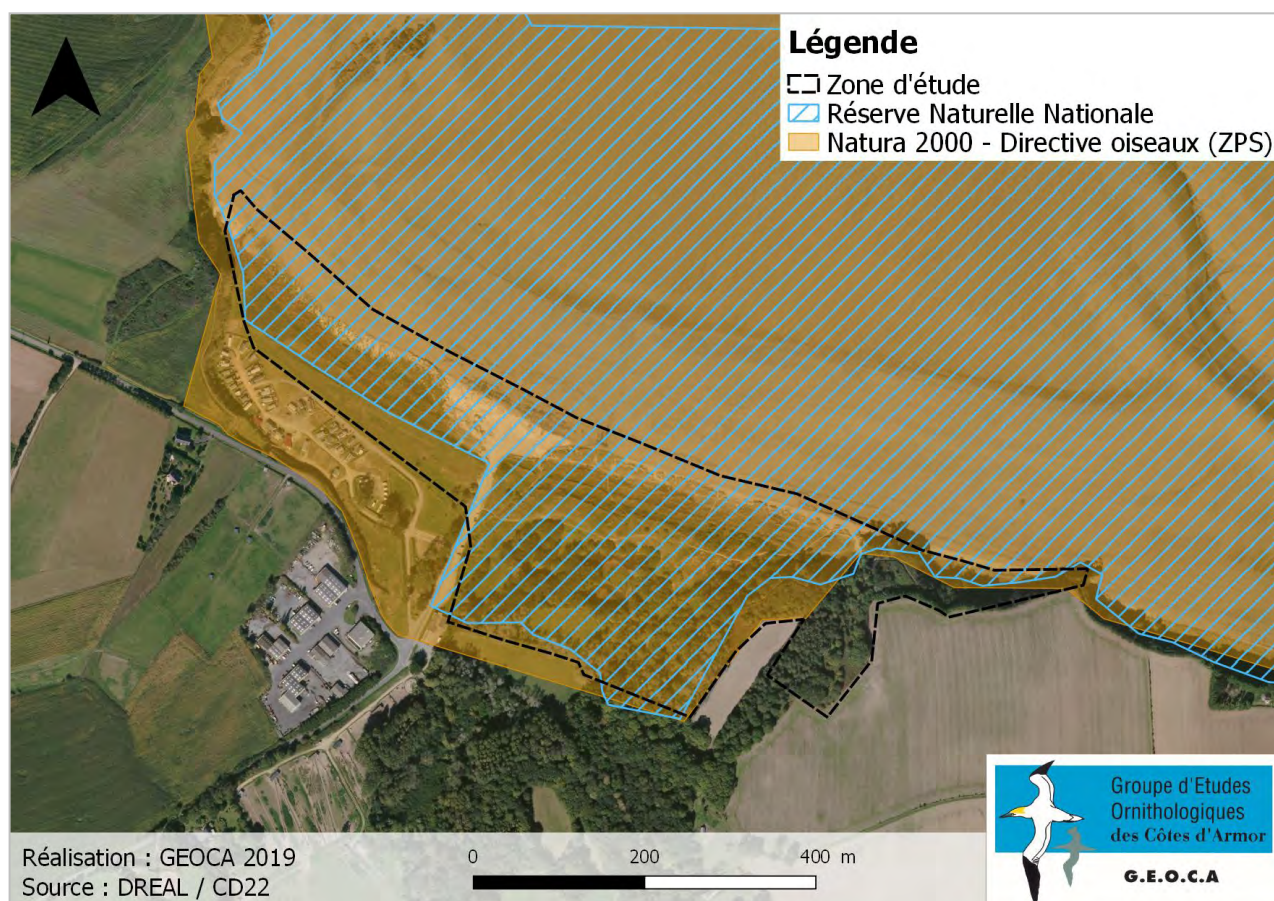 Légende
Zone d'étude
Réserve Naturelle Nationale
Natura 2000 - Directive oiseaux (ZPS)
Réalisation : GEOCA 2019
Source : DREAL / CD22
0 200 400 m
Groupe d'Etudes
Ornithologiques
des Côtes d'Armor
G.E.O.C.A